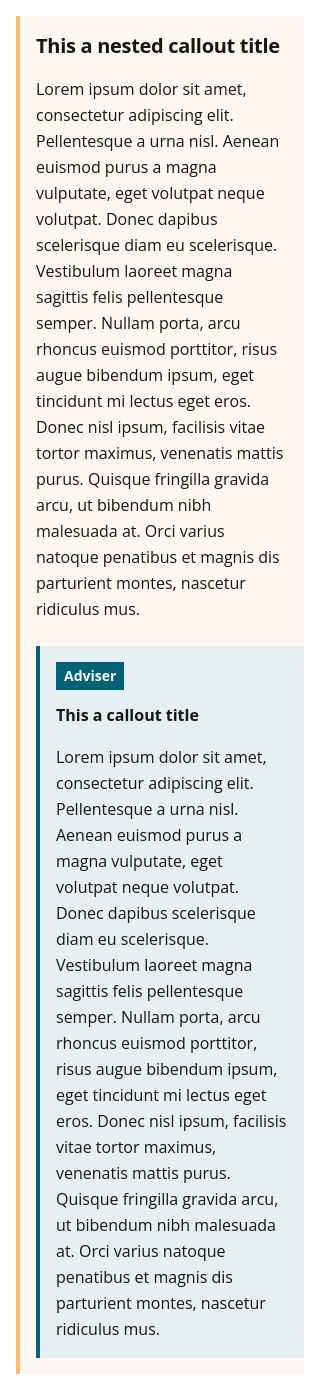 This a nested callout title
Lorem ipsum dolor sit amet,
consectetur adipiscing elit.
Pellentesque a urna nisl. Aenean
euismod purus a magna
vulputate, eget volutpat neque
volutpat. Donec dapibus
scelerisque diam eu scelerisque.
Vestibulum laoreet magna
sagittis felis pellentesque
semper. Nullam porta, arcu
rhoncus euismod porttitor, risus
augue bibendum ipsum, eget
tincidunt mi lectus eget eros.
Donec nisl ipsum, facilisis vitae
tortor maximus, venenatis mattis
purus. Quisque fringilla gravida
arcu, ut bibendum nibh
malesuada at. Orci varius
natoque penatibus et magnis dis
parturient montes, nascetur
ridiculus mus.
Adviser
This a callout title
Lorem ipsum dolor sit amet,
consectetur adipiscing elit.
Pellentesque a urna nisl.
Aenean euismod purus a
magna vulputate, eget
volutpat neque volutpat.
Donec dapibus scelerisque
diam eu scelerisque.
Vestibulum laoreet magna
sagittis felis pellentesque
semper. Nullam porta, arcu
rhoncus euismod porttitor,
risus augue bibendum ipsum,
eget tincidunt mi lectus eget
eros. Donec nisl ipsum, facilisis
vitae tortor maximus,
venenatis mattis purus.
Quisque fringilla gravida arcu,
ut bibendum nibh malesuada
at. Orci varius natoque
penatibus et magnis dis
parturient montes, nascetur
ridiculus mus.